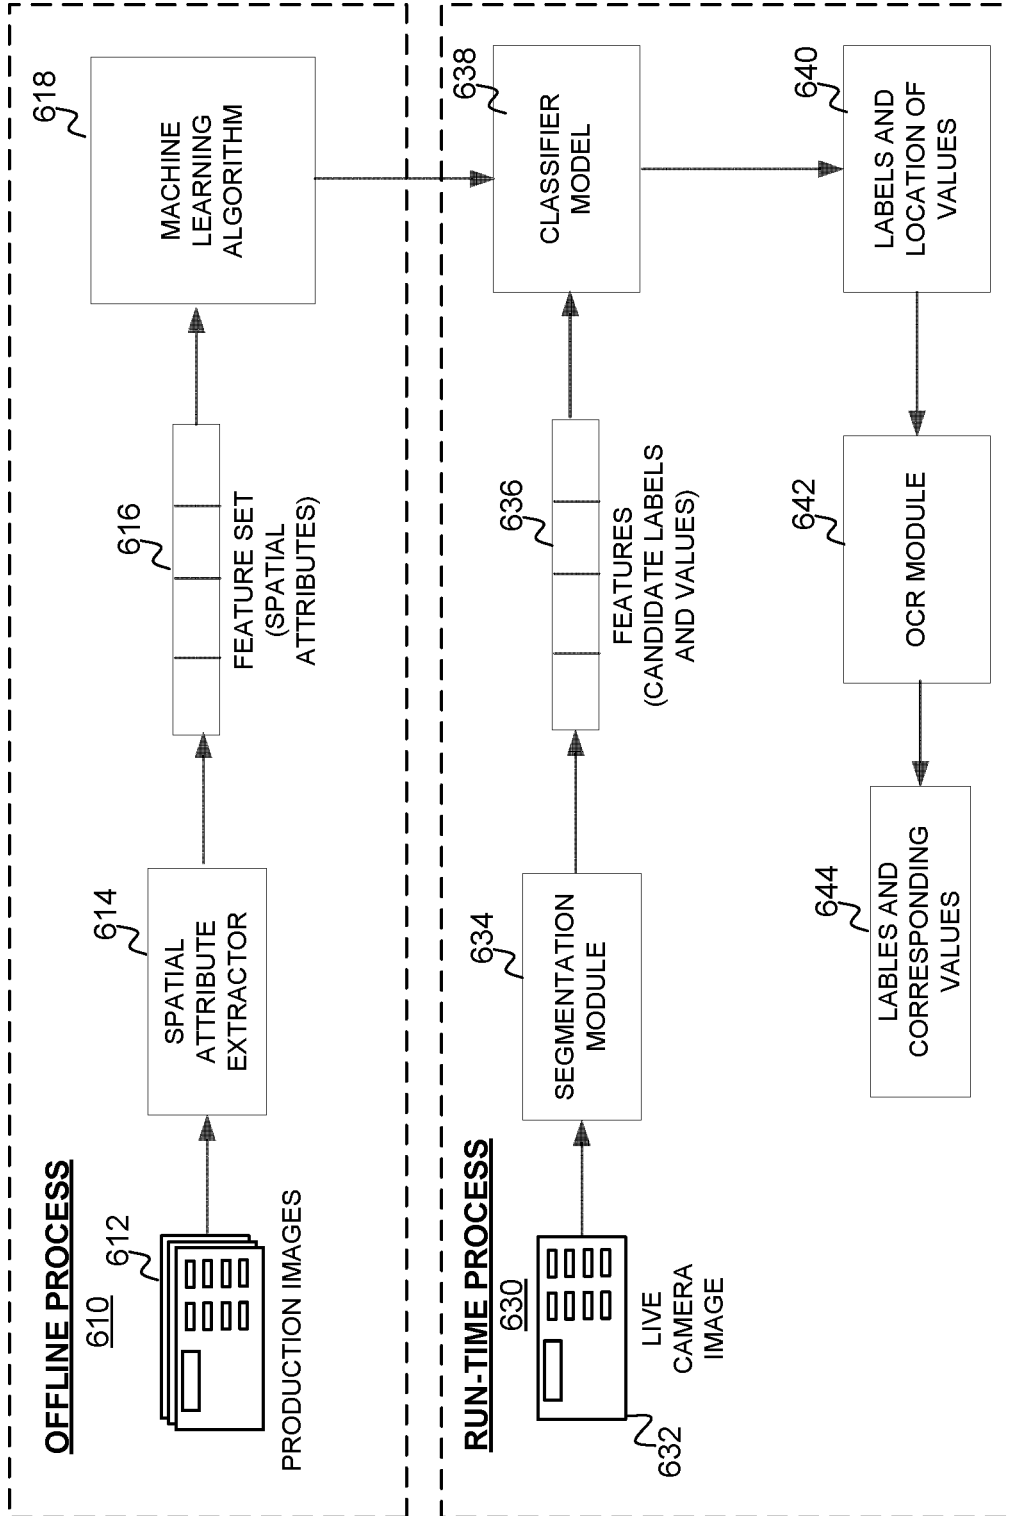 OFFLINE PROCESS
610
612
PRODUCTION IMAGES
614
SPATIAL
ATTRIBUTE
EXTRACTOR
616
FEATURE SET
(SPATIAL
ATTRIBUTES)
618
MACHINE
LEARNING
ALGORITHM
RUN-TIME PROCESS
630
632
LIVE
CAMERA
IMAGE
634
SEGMENTATION
MODULE
636
FEATURES
(CANDIDATE LABELS
AND VALUES)
638
CLASSIFIER
MODEL
640
LABELS AND
LOCATION OF
VALUES
642
OCR MODULE
644
LABLES AND
CORRESPONDING
VALUES